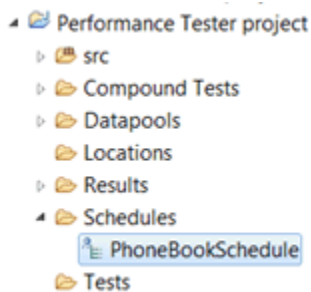 Performance Tester project
src
Compound Tests
Datapools
Locations
Results
Schedules
PhoneBookSchedule
Tests